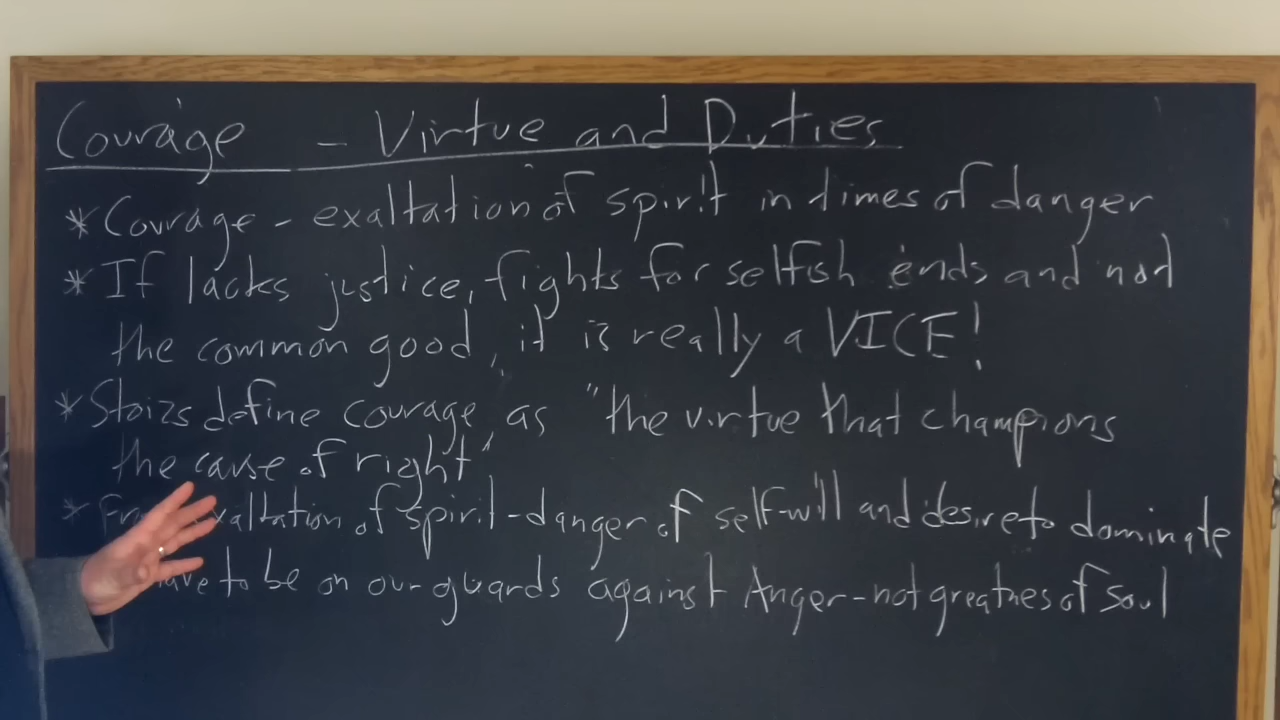 Courage - Virtue and Duties
* Courage - exaltation of spirit in times of danger
* If lacks justice, fights for selfish ends and not
the common good, it is really a VICE!
* Stoics define courage as "the virtue that champions
the cause of right"
* exaltation of spirit - danger of self-will and desire to dominate
to be on our guards against Anger - not greatnes of soul